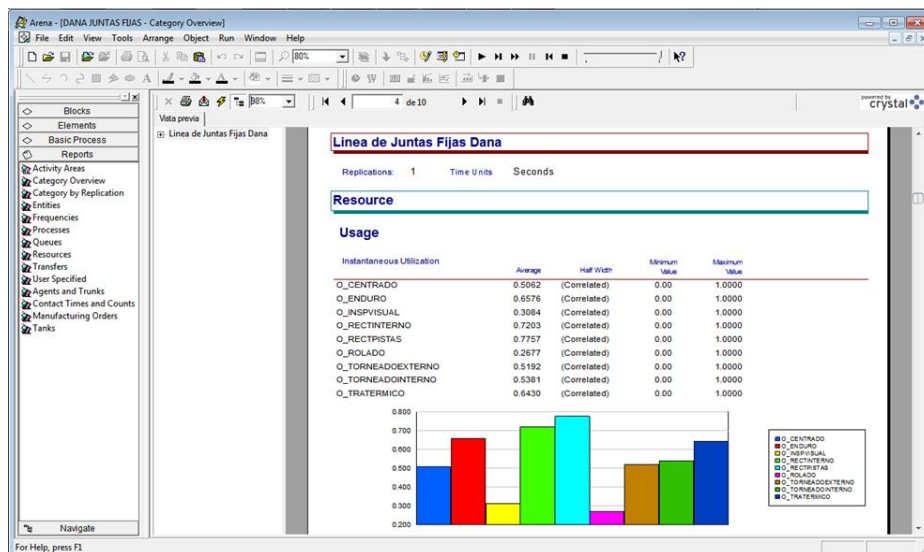 Arena - [DANA JUNTAS FIJAS - Category Overview]
File Edit View Tools Arrange Object Run Window Help
80%
Blocks
Elements
Basic Process
Reports
Activity Areas
Category Overview
Category by Replication
Entities
Frequencies
Processes
Queues
Resources
Transfers
User Specified
Agents and Trunks
Contact Times and Counts
Manufacturing Orders
Tanks
Navigate
98% 4 de 10
powered by
crystal
Vista previa
Linea de Juntas Fijas Dana
Linea de Juntas Fijas Dana
Replications: 1 Time Units Seconds
Resource
Usage
Instantaneous Utilization Average Half Width Minimum Value Maximum Value
O_CENTRADO 0.5062 (Correlated) 0.00 1.0000
O_ENDURO 0.6576 (Correlated) 0.00 1.0000
O_INSPVISUAL 0.3084 (Correlated) 0.00 1.0000
O_RECTINTERNO 0.7203 (Correlated) 0.00 1.0000
O_RECTPISTAS 0.7757 (Correlated) 0.00 1.0000
O_ROLADO 0.2677 (Correlated) 0.00 1.0000
O_TORNEADOEXTERNO 0.5192 (Correlated) 0.00 1.0000
O_TORNEADOINTERNO 0.5381 (Correlated) 0.00 1.0000
O_TRATERMICO 0.6430 (Correlated) 0.00 1.0000
0.800
0.700
0.600
0.500
0.400
0.300
0.200
O_CENTRADO
O_ENDURO
O_INSPVISUAL
O_RECTINTERNO
O_RECTPISTAS
O_ROLADO
O_TORNEADOEXTERNO
O_TORNEADOINTERNO
O_TRATERMICO
For Help, press F1